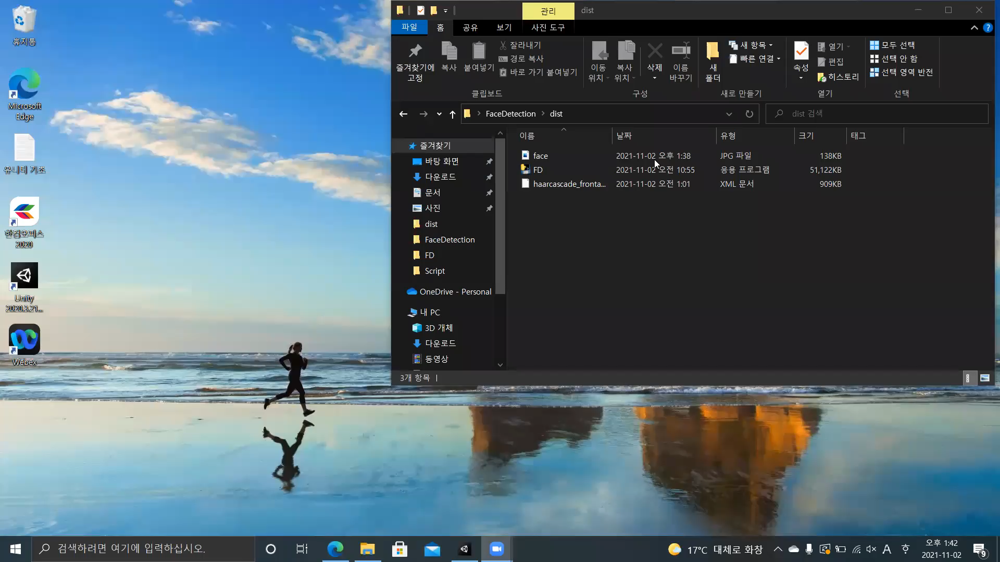 휴지통
Microsoft
Edge
유니티 기초
한컴오피스
2020
Unity
2020.3.21...
Webex
관리
dist
파일
홈
공유
보기
사진 도구
즐겨찾기에
고정
복사
붙여넣기
잘라내기
경로 복사
바로 가기 붙여넣기
클립보드
이동
위치
복사
위치
삭제
이름
바꾸기
구성
새
폴더
새 항목
빠른 연결
새로 만들기
속성
열기
편집
히스토리
열기
모두 선택
선택 안 함
선택 영역 반전
선택
FaceDetection
dist
dist 검색
이름
날짜
유형
크기
태그
face
2021-11-02 오후 1:38
JPG 파일
138KB
FD
2021-11-02 오전 10:55
응용 프로그램
51,122KB
haarcascade_fronta...
2021-11-02 오전 1:01
XML 문서
909KB
즐겨찾기
바탕 화면
다운로드
문서
사진
dist
FaceDetection
FD
Script
OneDrive - Personal
내 PC
3D 개체
다운로드
동영상
3개 항목
검색하려면 여기에 입력하십시오.
17°C 대체로 화창
A
오후 1:42
2021-11-02
9